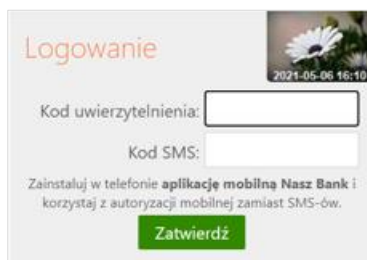 Logowanie
2021-05-06 16:10
Kod uwierzytelnienia:
Kod SMS:
Zainstaluj w telefonie aplikację mobilną Nasz Bank i
korzystaj z autoryzacji mobilnej zamiast SMS-ów.
Zatwierdź